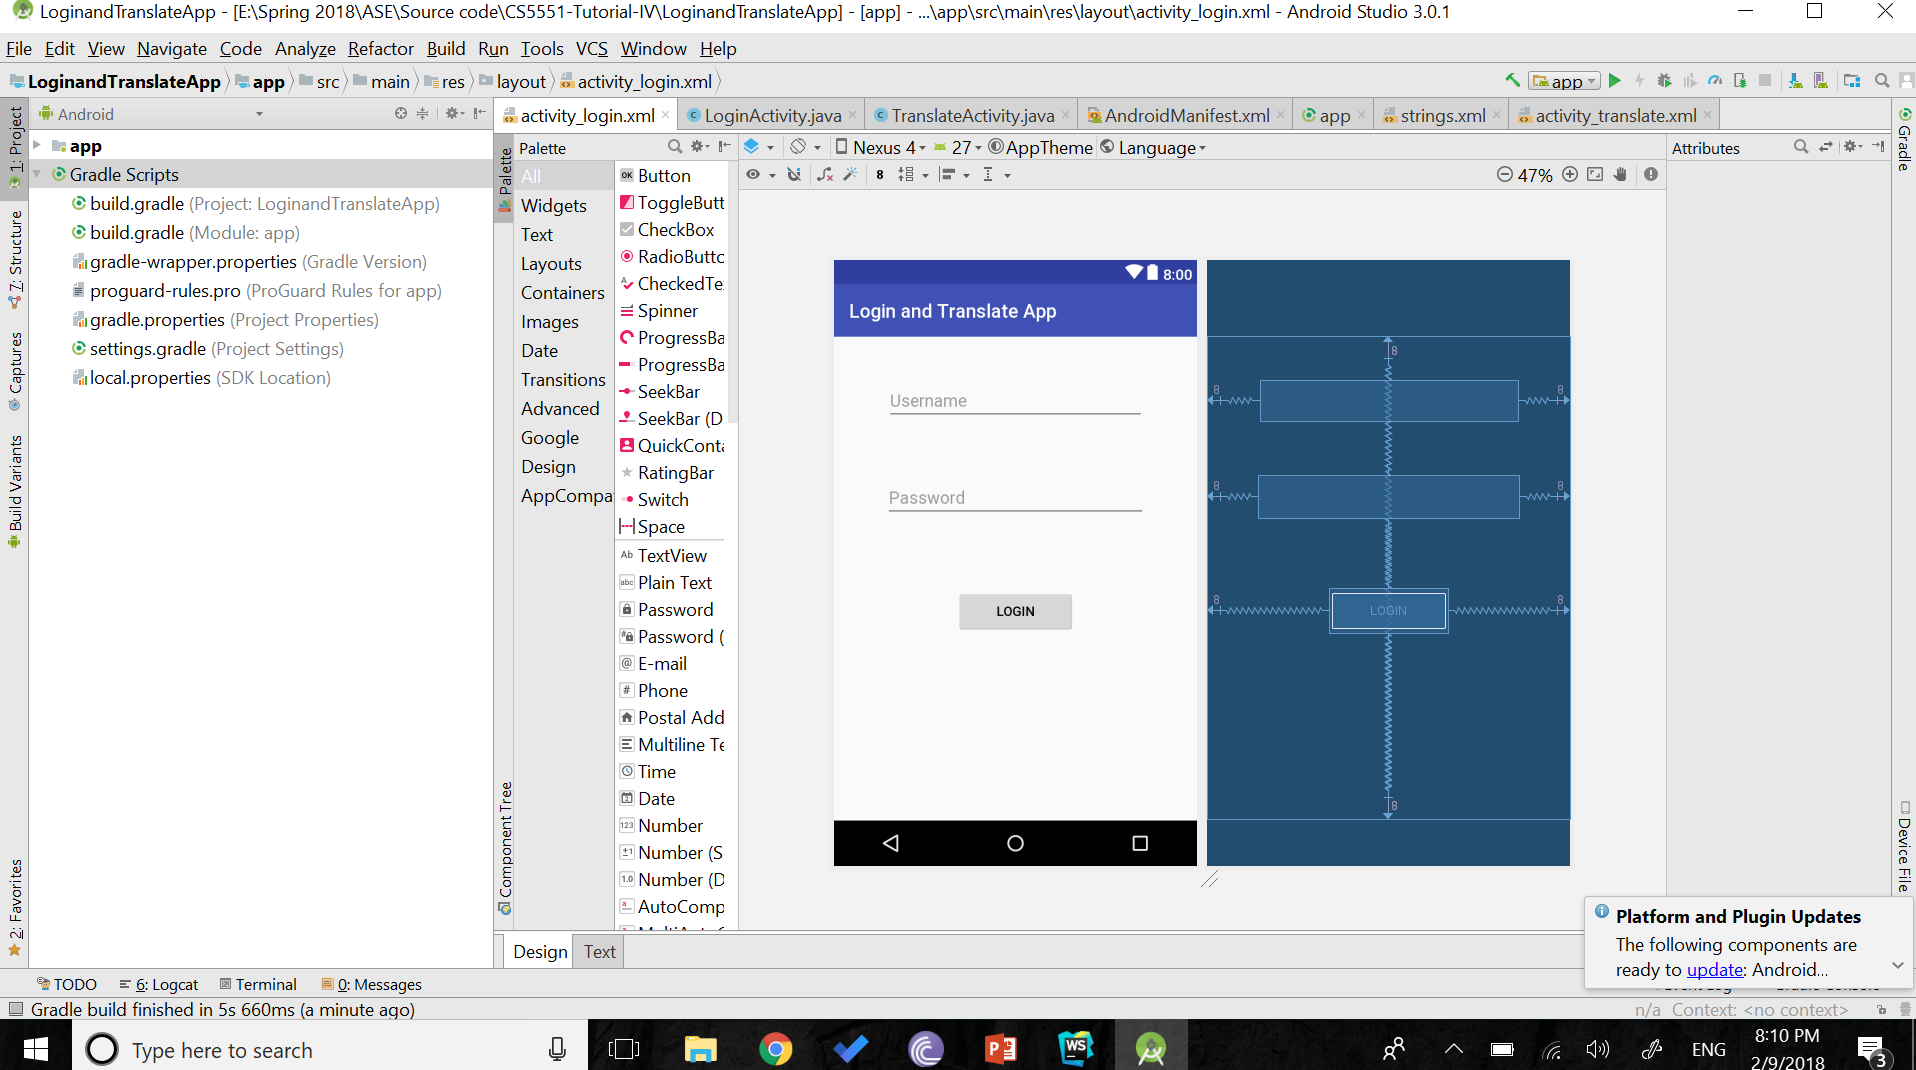 LoginandTranslateApp - [E:\Spring 2018\ASE\Source code\CS5551-Tutorial-IV\LoginandTranslateApp] - [app] - ...\app\src\main\res\layout\activity_login.xml - Android Studio 3.0.1
File Edit View Navigate Code Analyze Refactor Build Run Tools VCS Window Help
LoginandTranslateApp app src main res layout activity_login.xml
app
1: Project
7: Structure
Captures
Build Variants
2: Favorites
Android
app
Gradle Scripts
build.gradle (Project: LoginandTranslateApp)
build.gradle (Module: app)
gradle-wrapper.properties (Gradle Version)
proguard-rules.pro (ProGuard Rules for app)
gradle.properties (Project Properties)
settings.gradle (Project Settings)
local.properties (SDK Location)
activity_login.xml LoginActivity.java TranslateActivity.java AndroidManifest.xml app strings.xml activity_translate.xml
Palette
Component Tree
Palette
All
Widgets
Text
Layouts
Containers
Images
Date
Transitions
Advanced
Google
Design
AppCompa
OK Button
ToggleButt
CheckBox
RadioButtc
CheckedTe
Spinner
ProgressBa
ProgressBa
SeekBar
SeekBar (D
QuickConta
RatingBar
Switch
Space
Ab TextView
abc Plain Text
Password
Password (
@ E-mail
# Phone
Postal Add
Multiline Te
Time
Date
123 Number
±1 Number (S
1.0 Number (D
AutoComp
Nexus 4 27 AppTheme Language
8
47%
8:00
Login and Translate App
Username
Password
LOGIN
8
8 8
8 8
8 LOGIN 8
8
Attributes
Gradle
Device File
Platform and Plugin Updates
The following components are
ready to update: Android...
Design Text
TODO 6: Logcat Terminal 0: Messages
Gradle build finished in 5s 660ms (a minute ago)
n/a Context: <no context>
Type here to search
WS
ENG
8:10 PM
2/9/2018
3